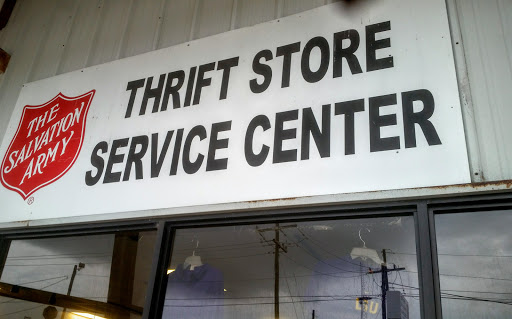 THE
SALVATION
ARMY
®
THRIFT STORE
SERVICE CENTER